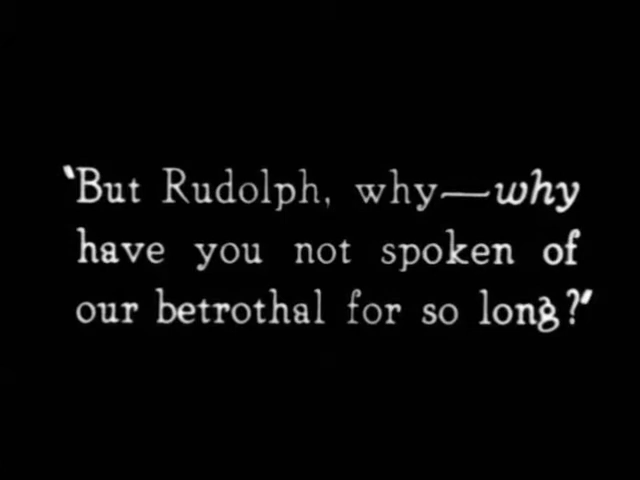 "But Rudolph, why—why
have you not spoken of
our betrothal for so long?"